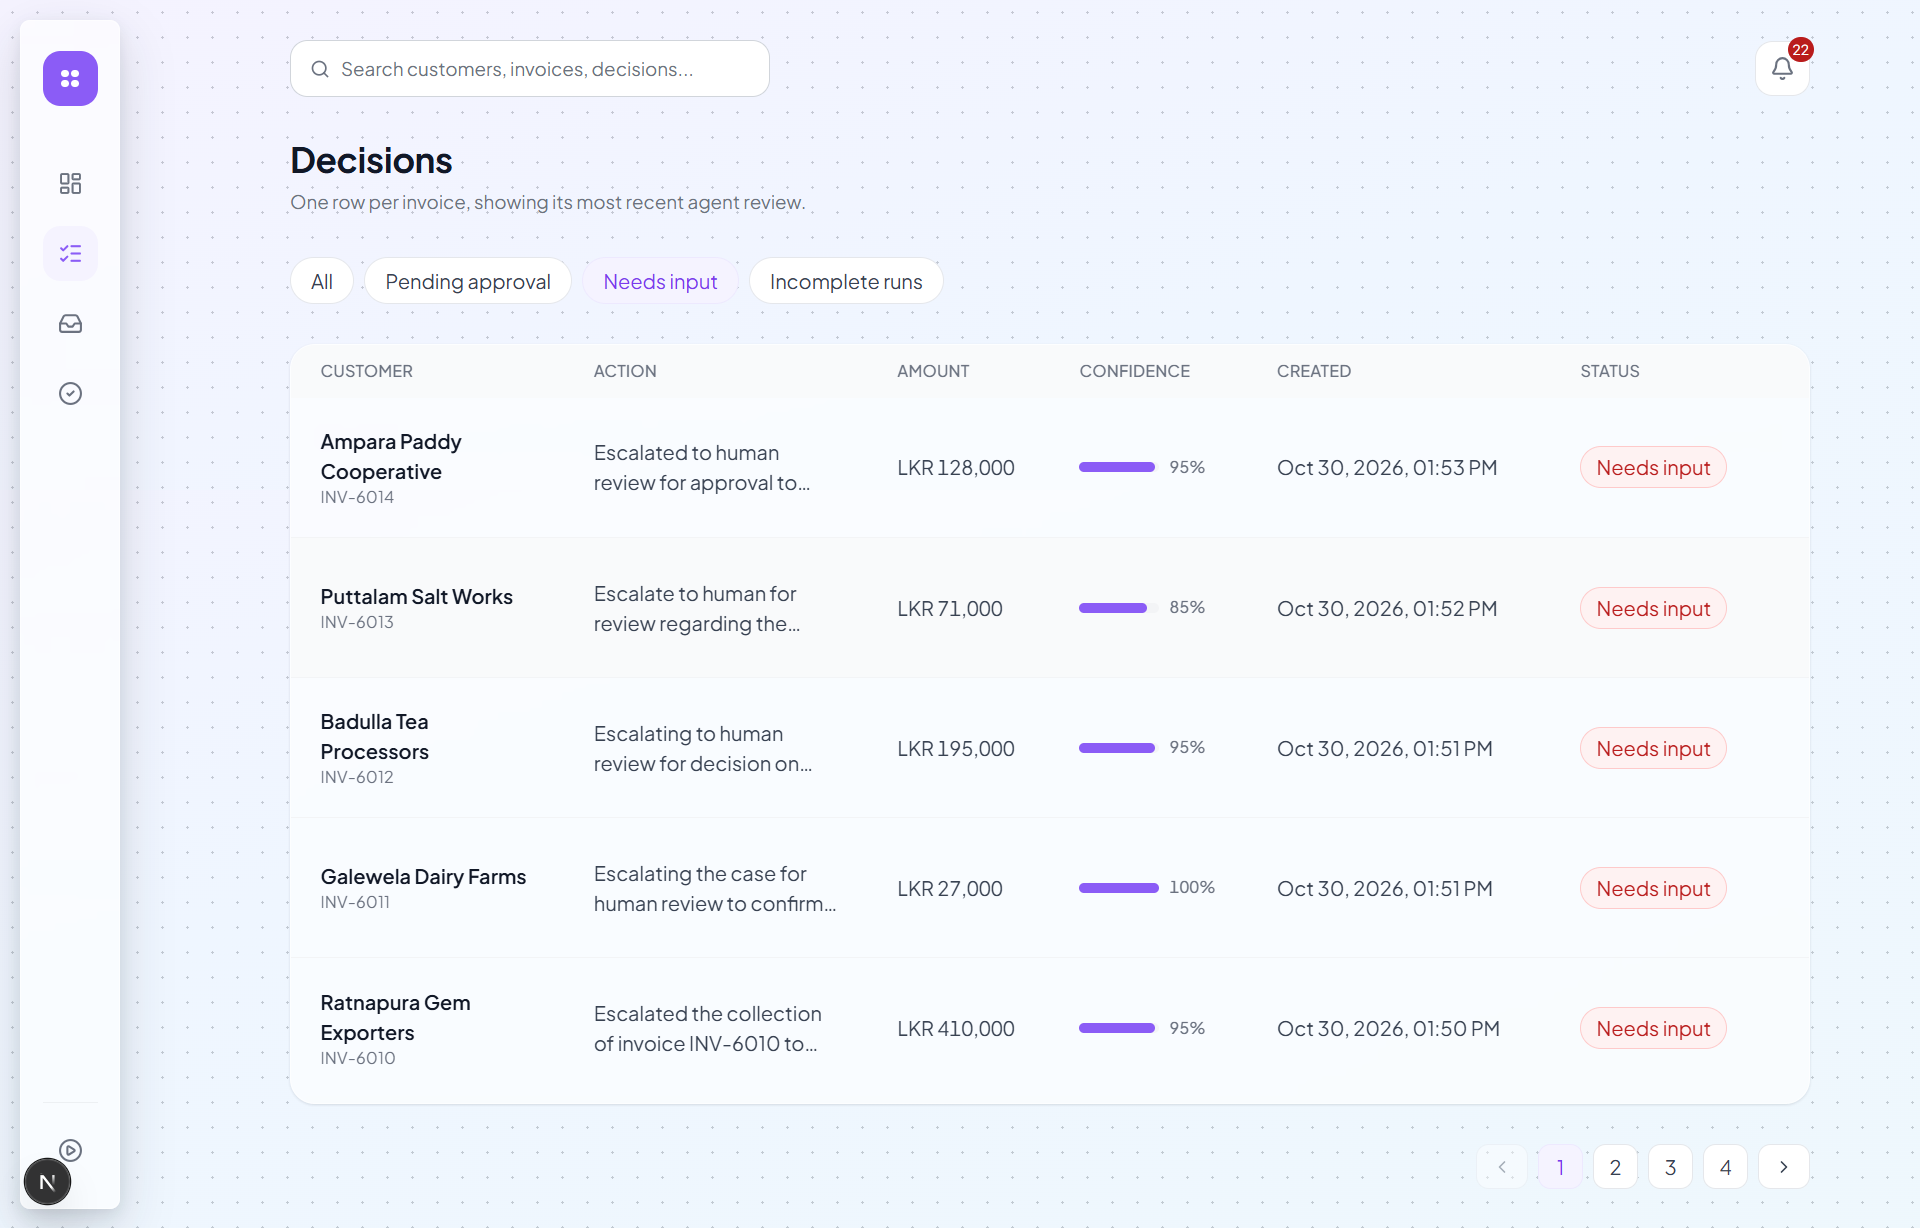 Search customers, invoices, decisions...
22
Decisions
One row per invoice, showing its most recent agent review.
All
Pending approval
Needs input
Incomplete runs
CUSTOMER ACTION AMOUNT CONFIDENCE CREATED STATUS
Ampara Paddy
Cooperative
INV-6014
Escalated to human
review for approval to...
LKR 128,000
95%
Oct 30, 2026, 01:53 PM
Needs input
Puttalam Salt Works
INV-6013
Escalate to human for
review regarding the...
LKR 71,000
85%
Oct 30, 2026, 01:52 PM
Needs input
Badulla Tea
Processors
INV-6012
Escalating to human
review for decision on...
LKR 195,000
95%
Oct 30, 2026, 01:51 PM
Needs input
Galewela Dairy Farms
INV-6011
Escalating the case for
human review to confirm...
LKR 27,000
100%
Oct 30, 2026, 01:51 PM
Needs input
Ratnapura Gem
Exporters
INV-6010
Escalated the collection
of invoice INV-6010 to...
LKR 410,000
95%
Oct 30, 2026, 01:50 PM
Needs input
N
1 2 3 4